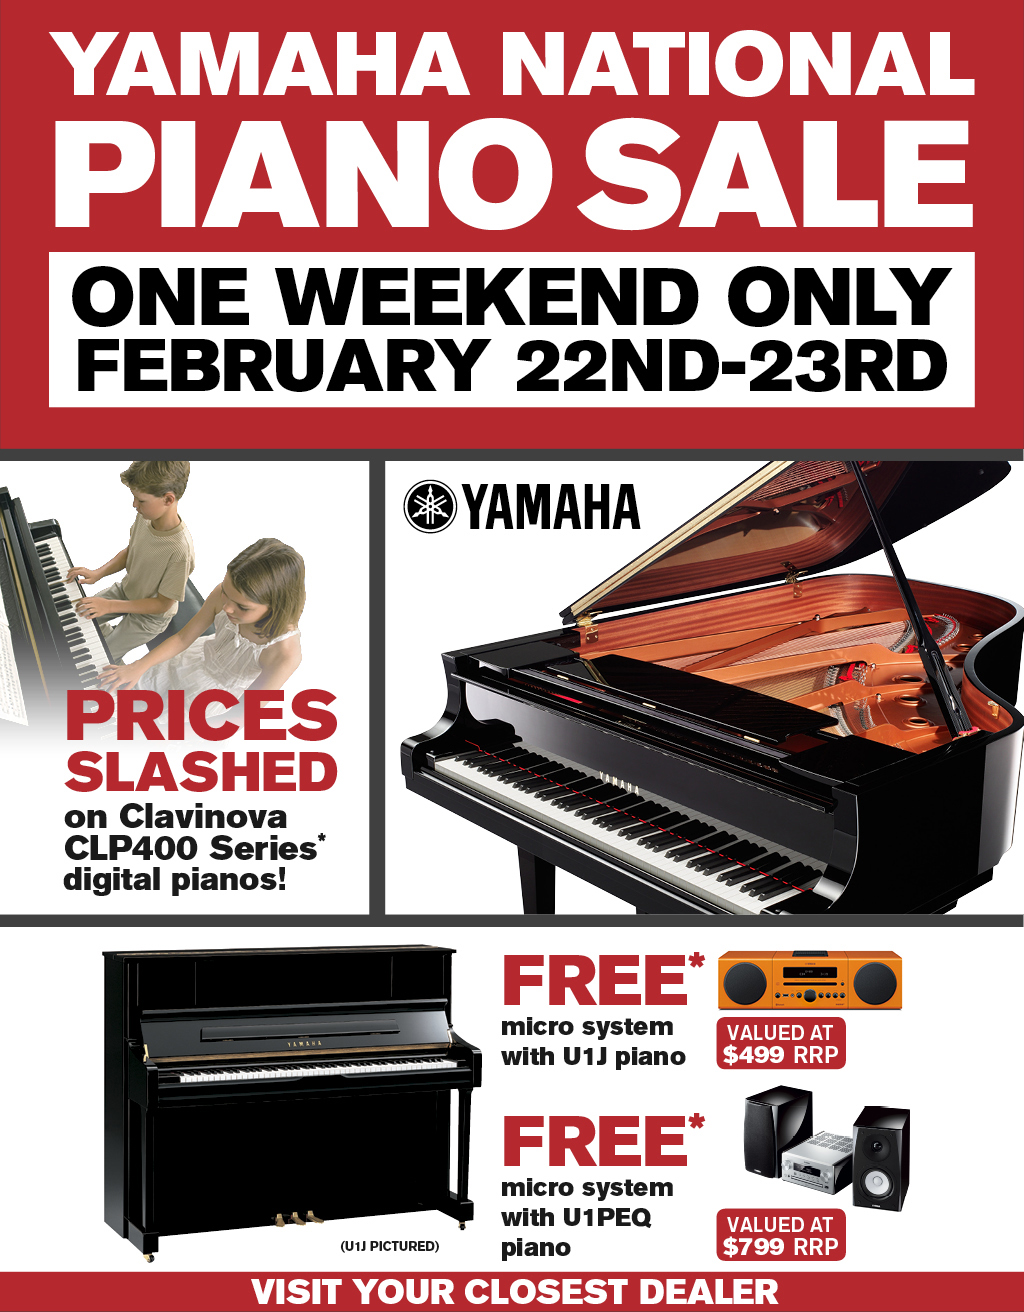 YAMAHA NATIONAL
PIANO SALE
ONE WEEKEND ONLY
FEBRUARY 22ND-23RD
YAMAHA
PRICES
SLASHED
on Clavinova
CLP400 Series*
digital pianos!
YAMAHA
YAMAHA
(U1J PICTURED)
FREE*
micro system
with U1J piano
VALUED AT
$499 RRP
FREE*
micro system
with U1PEQ
piano
VALUED AT
$799 RRP
VISIT YOUR CLOSEST DEALER